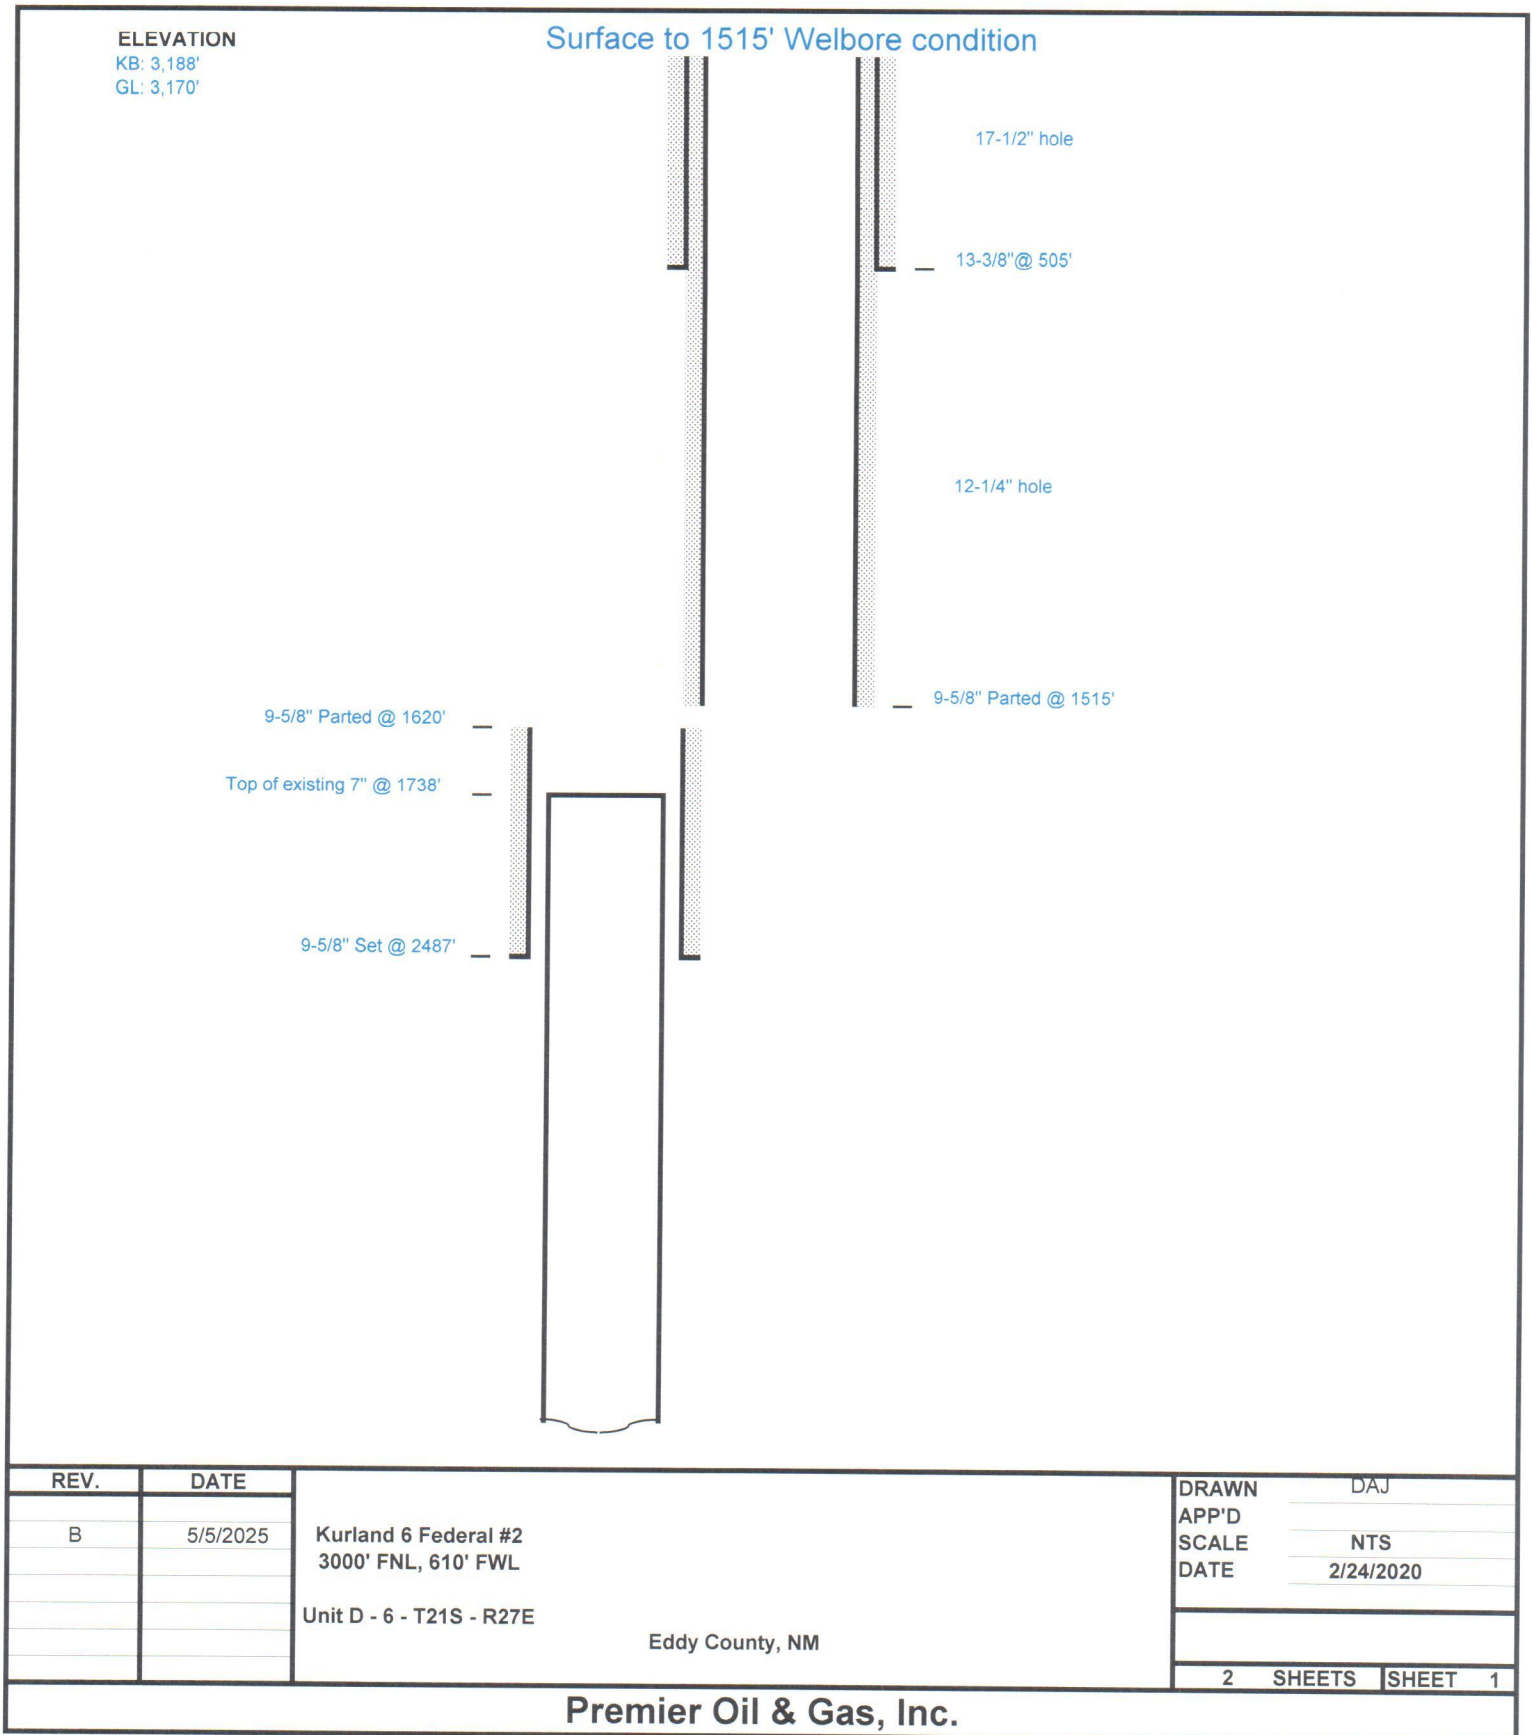 Surface to 1515' Welbore condition
ELEVATION
KB: 3,188'
GL: 3,170'
17-1/2" hole
13-3/8"@ 505'
12-1/4" hole
9-5/8" Parted @ 1515'
9-5/8" Parted @ 1620'
Top of existing 7" @ 1738'
9-5/8" Set @ 2487'
REV. DATE
B 5/5/2025
Kurland 6 Federal #2
3000' FNL, 610' FWL
Unit D - 6 - T21S - R27E
Eddy County, NM
DRAWN DAJ
APP'D
SCALE NTS
DATE 2/24/2020
2 SHEETS SHEET 1
Premier Oil & Gas, Inc.